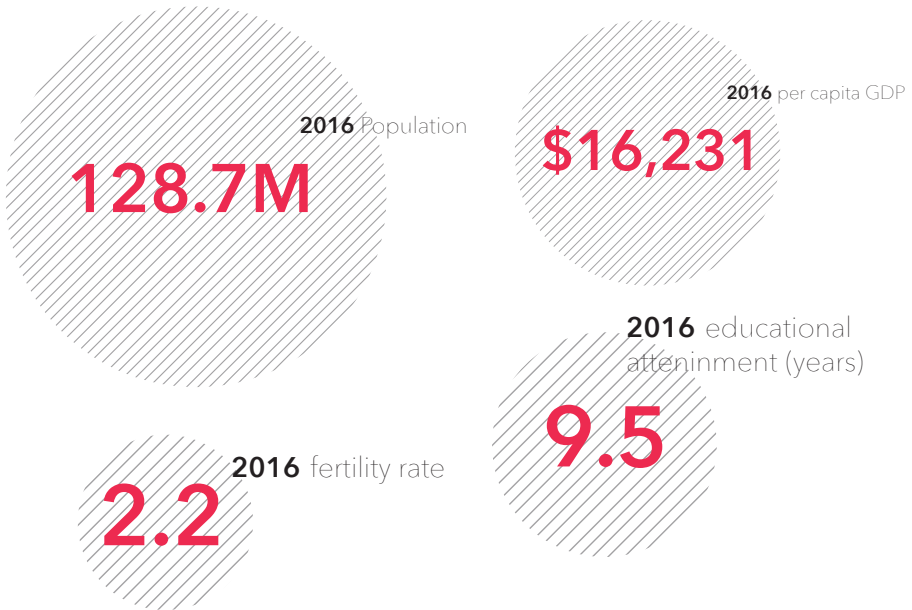 2016 Population
128.7M
2016 per capita GDP
$16,231
2016 educational
atteninment (years)
9.5
2016 fertility rate
2.2